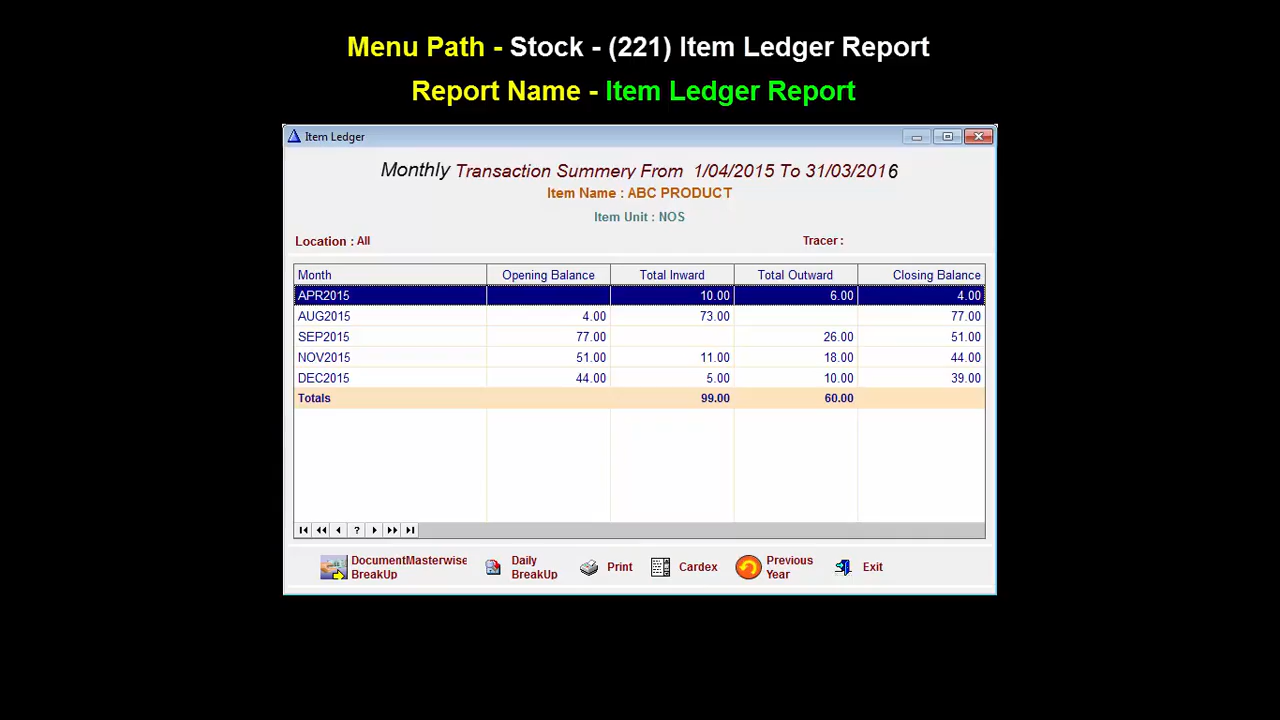 Menu Path - Stock - (221) Item Ledger Report
Report Name - Item Ledger Report
Item Ledger
Monthly Transaction Summery From 1/04/2015 To 31/03/2016
Item Name : ABC PRODUCT
Item Unit : NOS
Location : All Tracer :
Month Opening Balance Total Inward Total Outward Closing Balance
APR2015 10.00 6.00 4.00
AUG2015 4.00 73.00 77.00
SEP2015 77.00 26.00 51.00
NOV2015 51.00 11.00 18.00 44.00
DEC2015 44.00 5.00 10.00 39.00
Totals 99.00 60.00
?
DocumentMasterwise BreakUp
Daily BreakUp
Print
Cardex
Previous Year
Exit